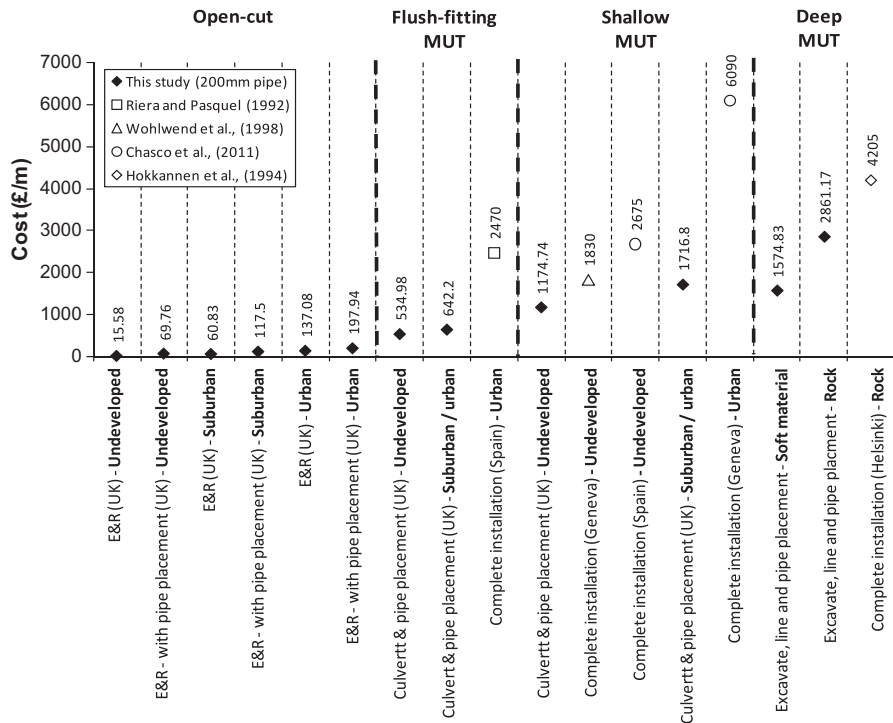 Open-cut
Flush-fitting
MUT
Shallow
MUT
Deep
MUT
Cost (£/m)
7000
6000
5000
4000
3000
2000
1000
0
This study (200mm pipe)
Riera and Pasquel (1992)
Wohlwend et al., (1998)
Chasco et al., (2011)
Hokkannen et al., (1994)
15.58
69.76
60.83
117.5
137.08
197.94
534.98
642.2
2470
1174.74
1830
2675
1716.8
6090
1574.83
2861.17
4205
E&R (UK) - Undeveloped
E&R - with pipe placement (UK) - Undeveloped
E&R (UK) - Suburban
E&R - with pipe placement (UK) - Suburban
E&R (UK) - Urban
E&R - with pipe placement (UK) - Urban
Culvertt & pipe placement (UK) - Undeveloped
Culvert & pipe placement (UK) - Suburban / urban
Complete installation (Spain) - Urban
Culvertt & pipe placement (UK) - Undeveloped
Complete installation (Geneva) - Undeveloped
Complete installation (Spain) - Undeveloped
Culvertt & pipe placement (UK) - Suburban / urban
Complete installation (Geneva) - Urban
Excavate, line and pipe placement - Soft material
Excavate, line and pipe placment - Rock
Complete installation (Helsinki) - Rock